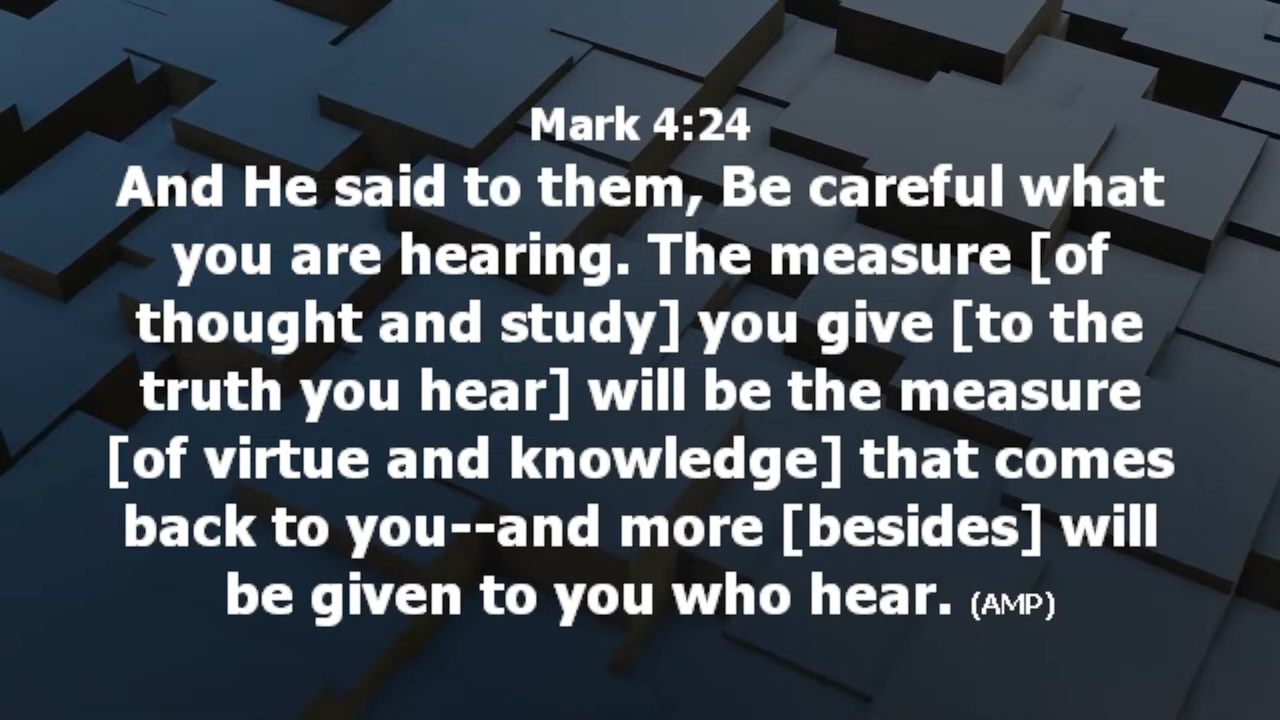 Mark 4:24
And He said to them, Be careful what
you are hearing. The measure [of
thought and study] you give [to the
truth you hear] will be the measure
[of virtue and knowledge] that comes
back to you--and more [besides] will
be given to you who hear. (AMP)